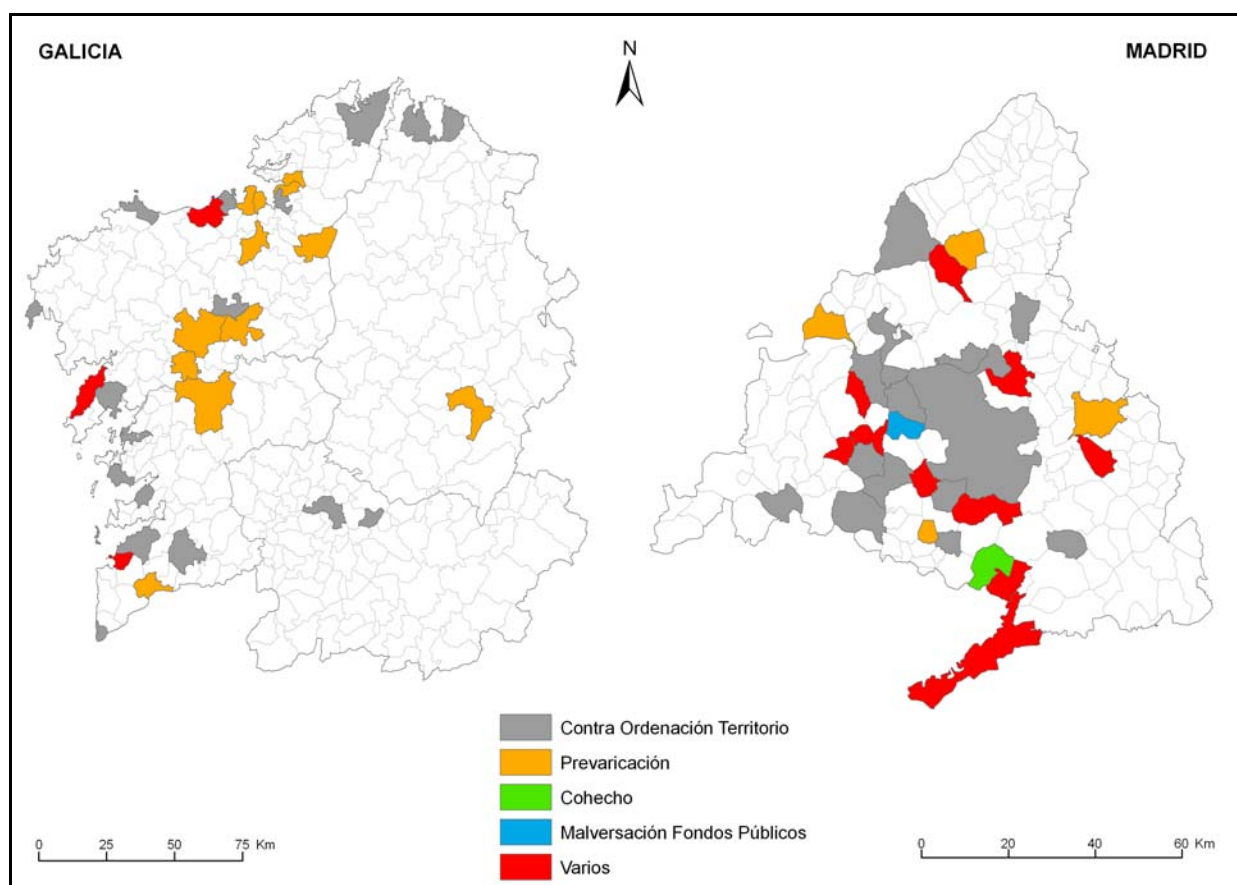 GALICIA
N
MADRID
Contra Ordenación Territorio
Prevaricación
Cohecho
Malversación Fondos Públicos
Varios
0 25 50 75 Km
0 20 40 60 Km